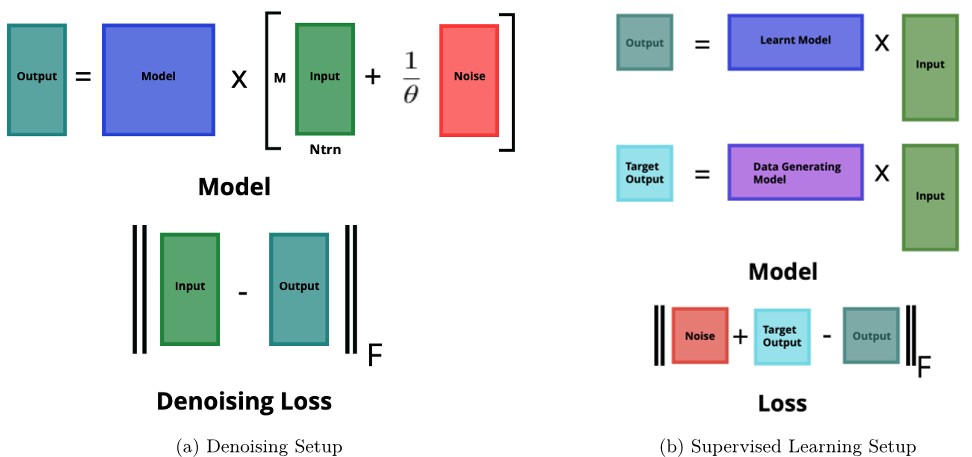 Output = Model X [ M Input + 1/θ Noise ]
Ntrn
Model
‖ Input - Output ‖ F
Denoising Loss
(a) Denoising Setup
Output = Learnt Model X Input
Target Output = Data Generating Model X Input
Model
‖ Noise + Target Output - Output ‖ F
Loss
(b) Supervised Learning Setup